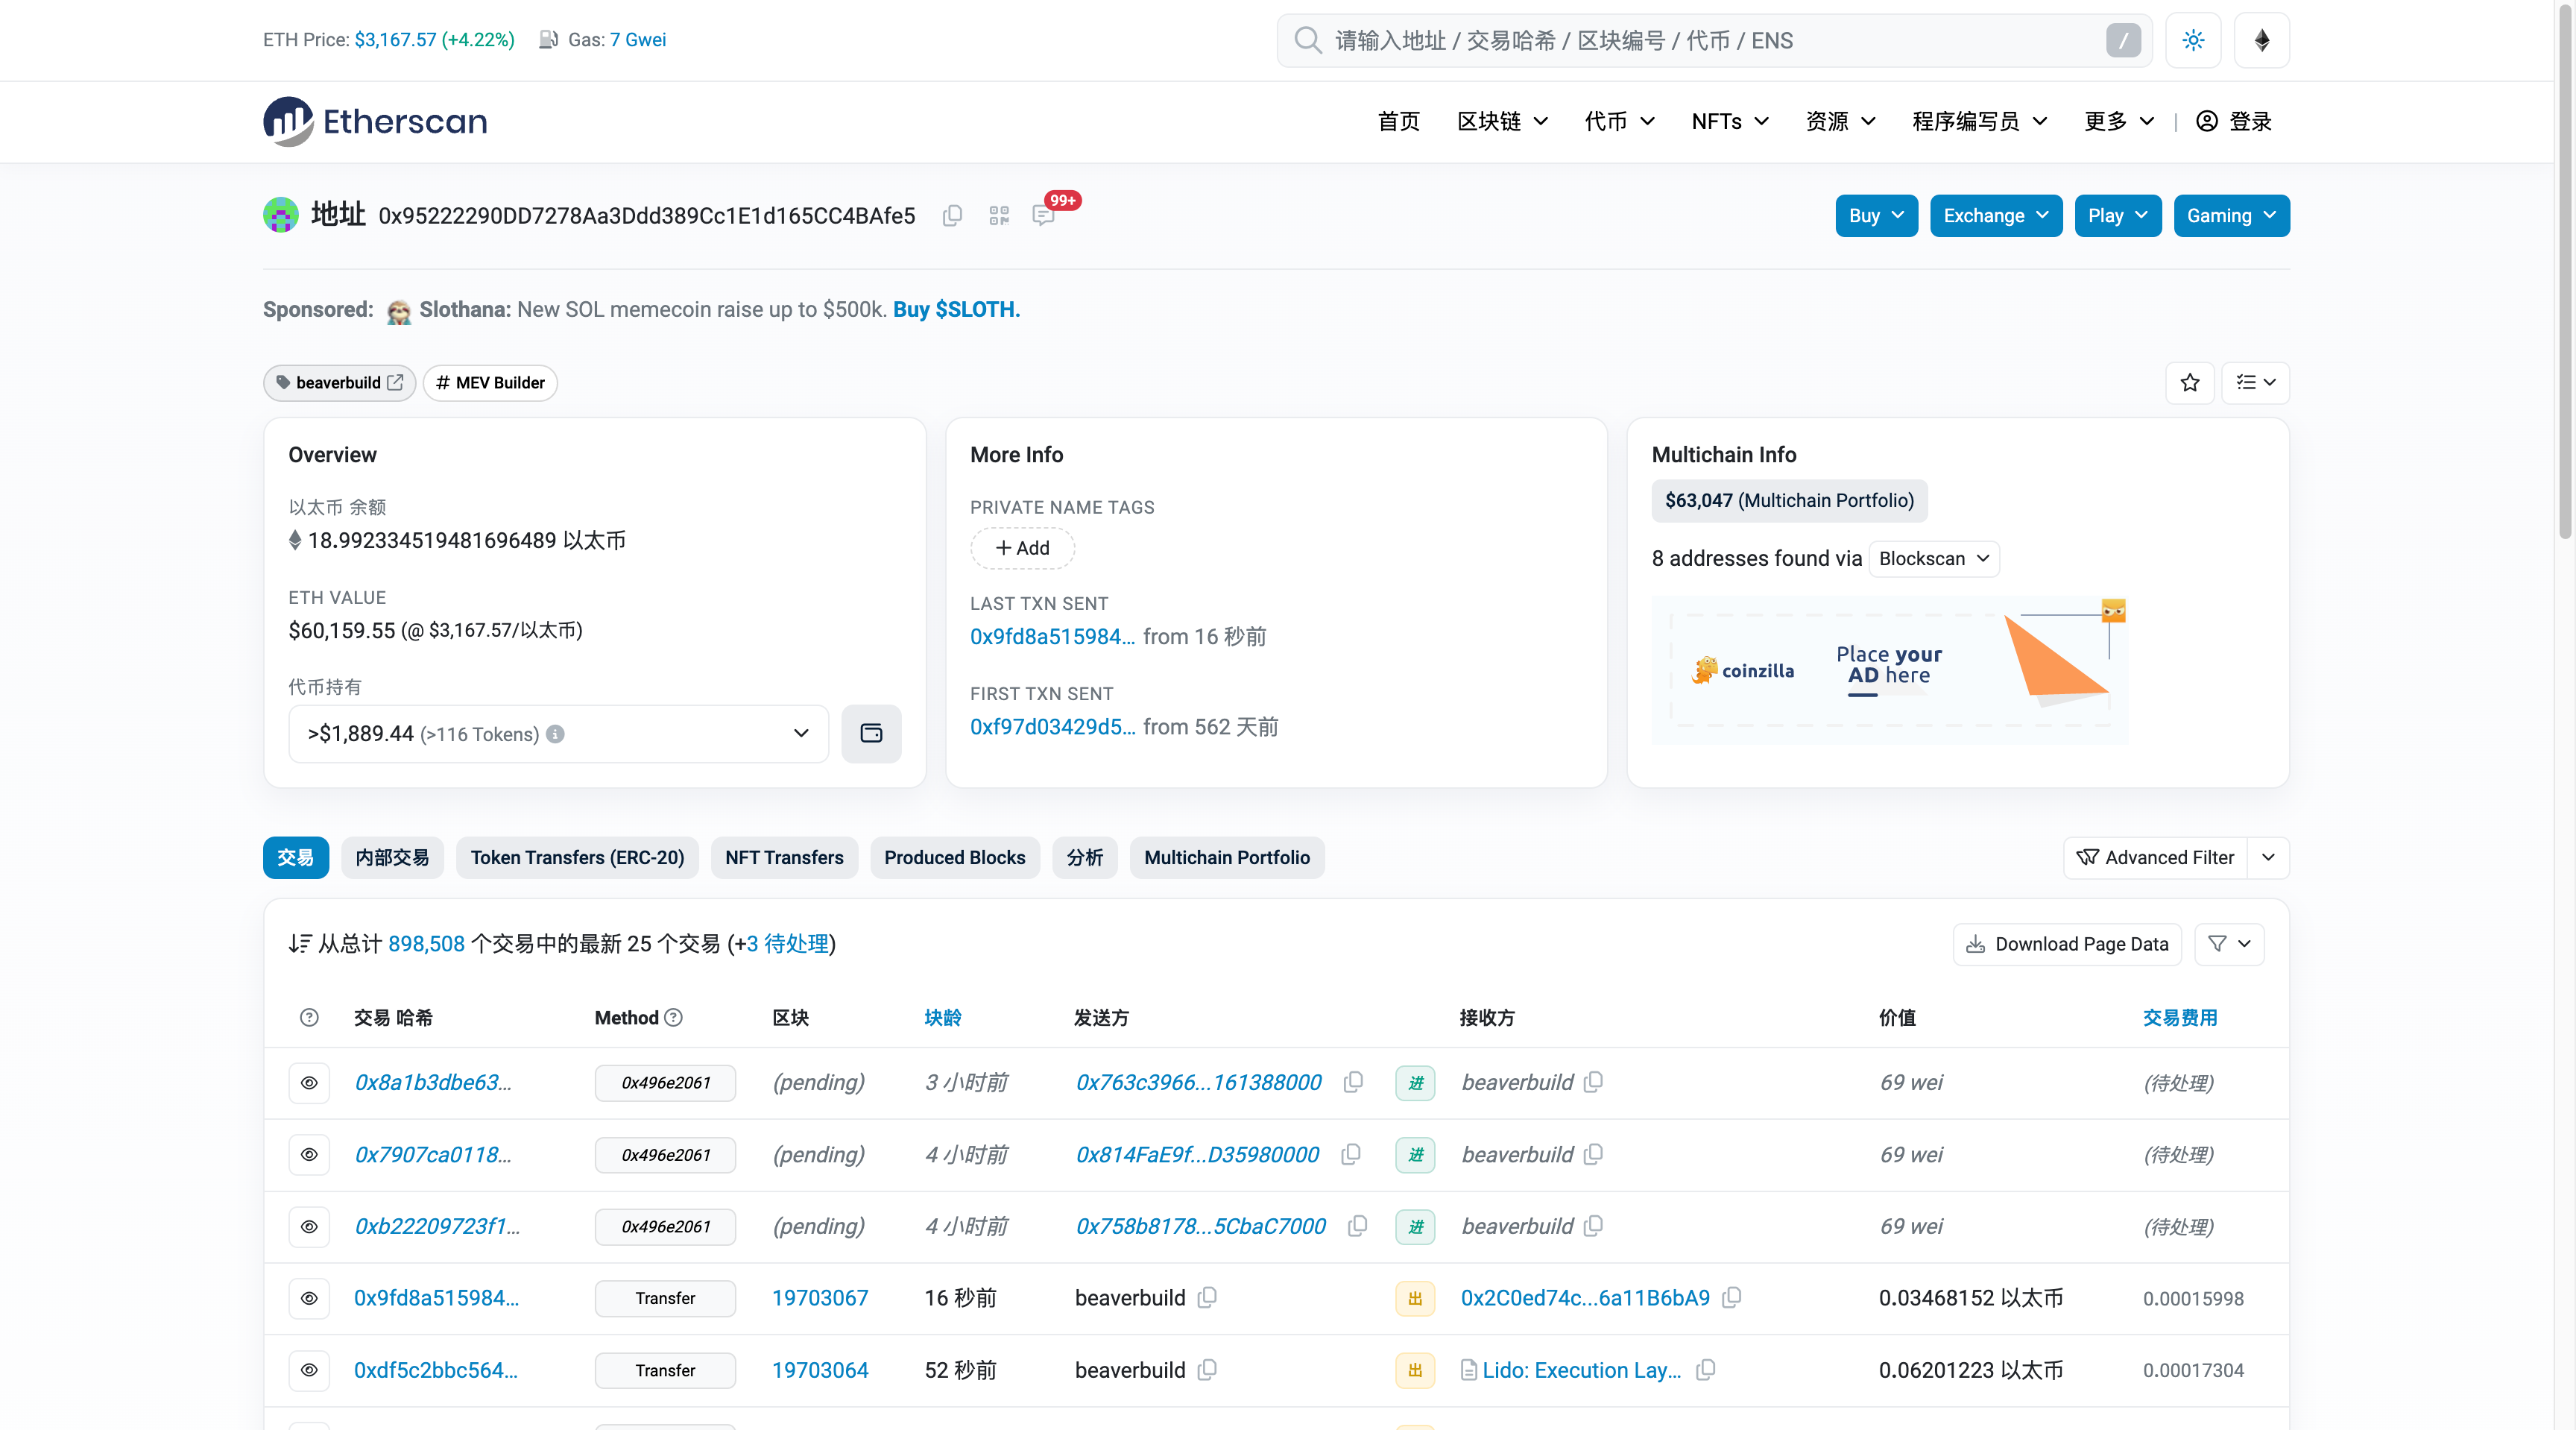 ETH Price: $3,167.57 (+4.22%) Gas: 7 Gwei
请输入地址 / 交易哈希 / 区块编号 / 代币 / ENS /
Etherscan
首页 区块链 代币 NFTs 资源 程序编写员 更多 | 登录
地址 0x95222290DD7278Aa3Ddd389Cc1E1d165CC4BAfe5 99+
Buy Exchange Play Gaming
Sponsored: Slothana: New SOL memecoin raise up to $500k. Buy $SLOTH.
beaverbuild # MEV Builder
Overview
以太币 余额
18.992334519481696489 以太币
ETH VALUE
$60,159.55 (@ $3,167.57/以太币)
代币持有
>$1,889.44 (>116 Tokens)
More Info
PRIVATE NAME TAGS
+ Add
LAST TXN SENT
0x9fd8a515984... from 16 秒前
FIRST TXN SENT
0xf97d03429d5... from 562 天前
Multichain Info
$63,047 (Multichain Portfolio)
8 addresses found via Blockscan
coinzilla
Place your
AD here
交易 内部交易 Token Transfers (ERC-20) NFT Transfers Produced Blocks 分析 Multichain Portfolio
Advanced Filter
从总计 898,508 个交易中的最新 25 个交易 (+3 待处理)
Download Page Data
交易 哈希 Method 区块 块龄 发送方 接收方 价值 交易费用
0x8a1b3dbe63... 0x496e2061 (pending) 3 小时前 0x763c3966...161388000 进 beaverbuild 69 wei (待处理)
0x7907ca0118... 0x496e2061 (pending) 4 小时前 0x814FaE9f...D35980000 进 beaverbuild 69 wei (待处理)
0xb22209723f1... 0x496e2061 (pending) 4 小时前 0x758b8178...5CbaC7000 进 beaverbuild 69 wei (待处理)
0x9fd8a515984... Transfer 19703067 16 秒前 beaverbuild 出 0x2C0ed74c...6a11B6bA9 0.03468152 以太币 0.00015998
0xdf5c2bbc564... Transfer 19703064 52 秒前 beaverbuild 出 Lido: Execution Lay... 0.06201223 以太币 0.00017304